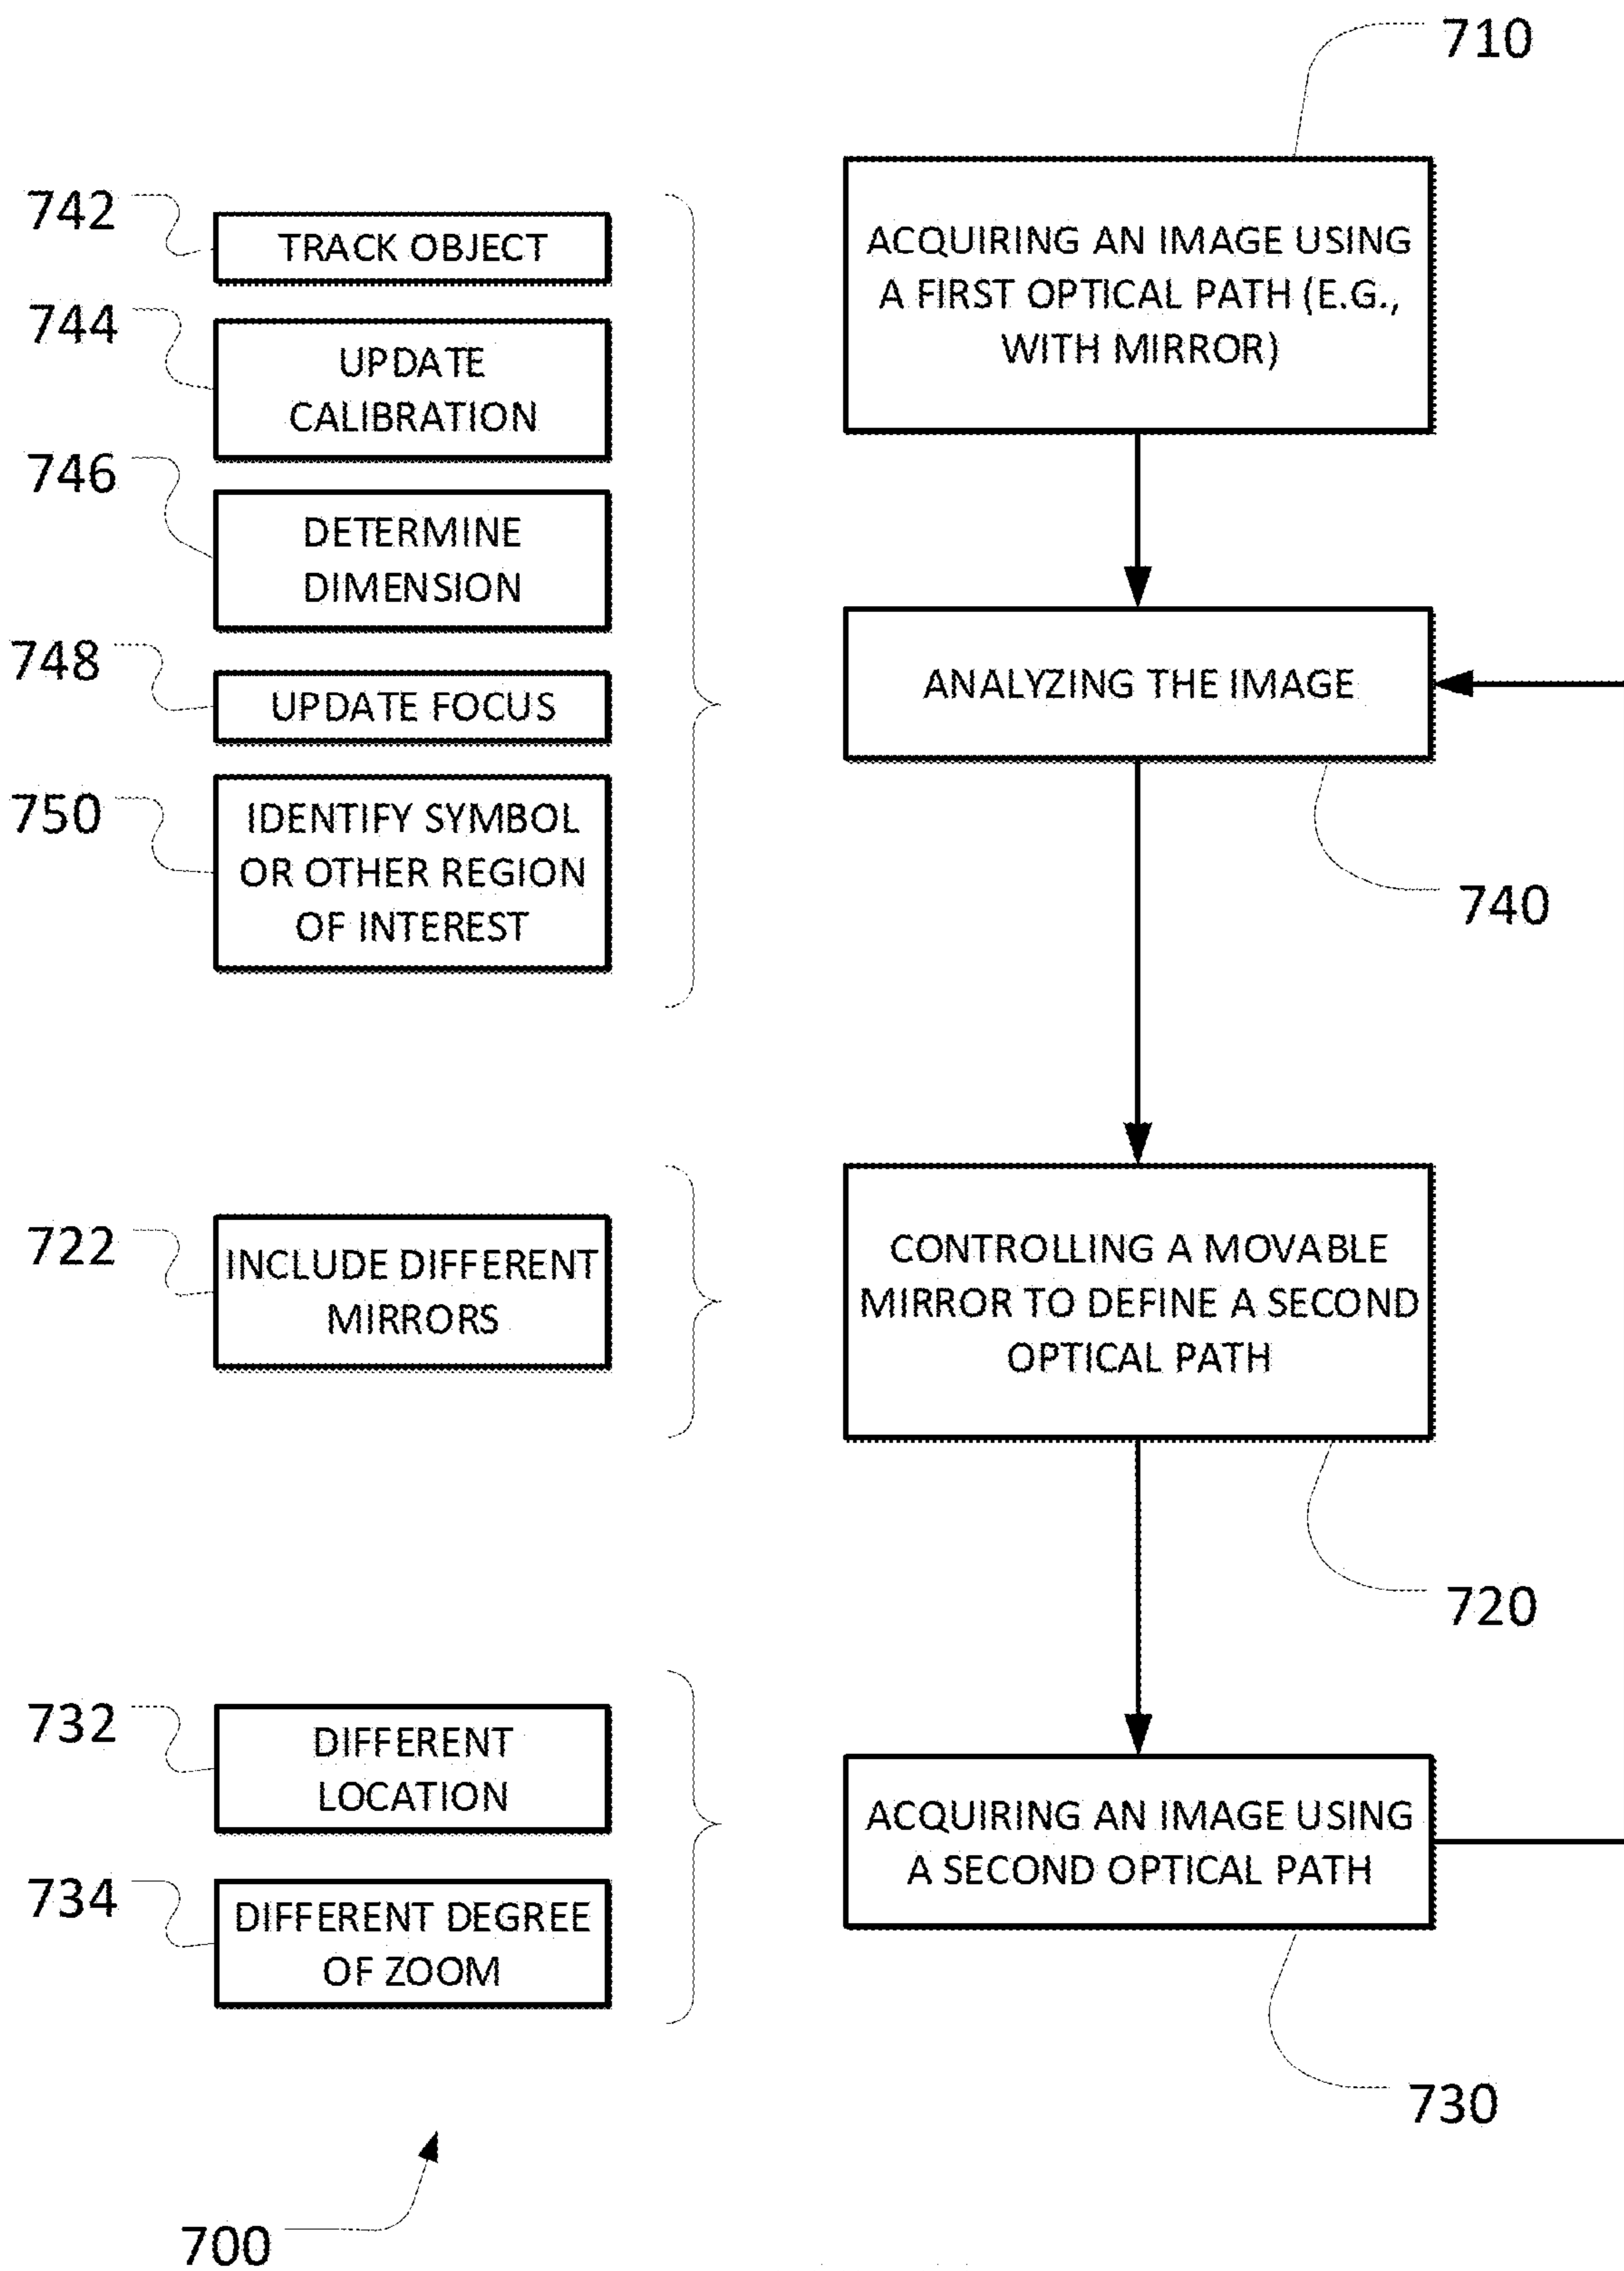 710
742
TRACK OBJECT
744
UPDATE
CALIBRATION
746
DETERMINE
DIMENSION
748
UPDATE FOCUS
750
IDENTIFY SYMBOL
OR OTHER REGION
OF INTEREST
ACQUIRING AN IMAGE USING
A FIRST OPTICAL PATH (E.G.,
WITH MIRROR)
ANALYZING THE IMAGE
740
722
INCLUDE DIFFERENT
MIRRORS
CONTROLLING A MOVABLE
MIRROR TO DEFINE A SECOND
OPTICAL PATH
720
732
DIFFERENT
LOCATION
734
DIFFERENT DEGREE
OF ZOOM
ACQUIRING AN IMAGE USING
A SECOND OPTICAL PATH
730
700